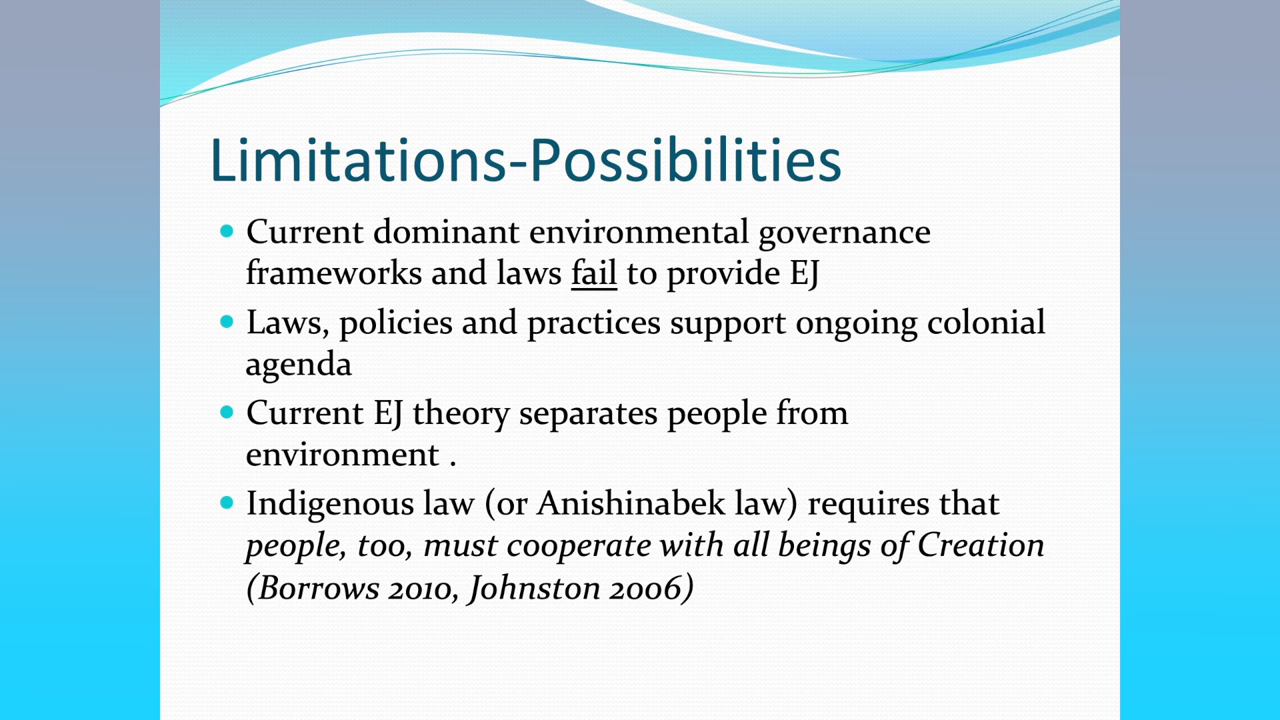 Limitations-Possibilities
Current dominant environmental governance
frameworks and laws fail to provide EJ
Laws, policies and practices support ongoing colonial
agenda
Current EJ theory separates people from
environment .
Indigenous law (or Anishinabek law) requires that
people, too, must cooperate with all beings of Creation
(Borrows 2010, Johnston 2006)